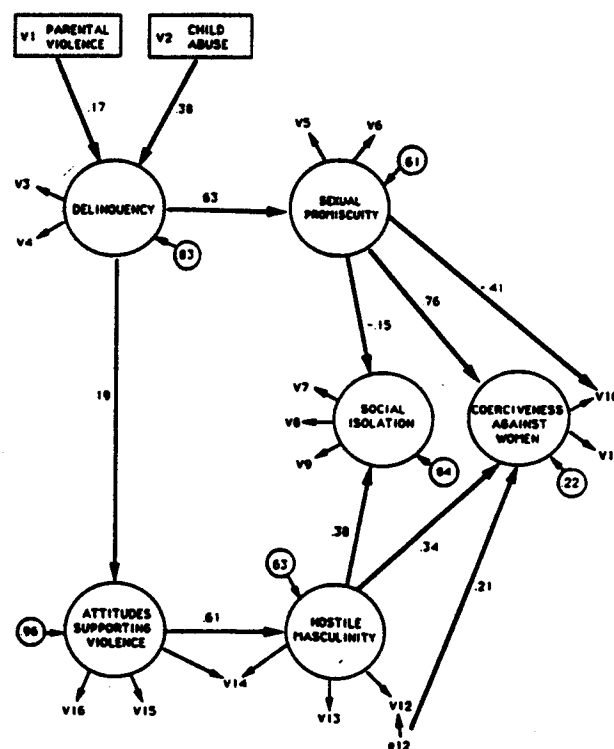 V1 PARENTAL
VIOLENCE
V2 CHILD
ABUSE
.17
.38
V5
V6
.61
V3
DELINQUENCY
63
SEXUAL
PROMISCUITY
V4
.83
-.41
.76
-.15
.19
V7
V10
SOCIAL
ISOLATION
COERCIVENESS
AGAINST
WOMEN
V8
V9
V1
.22
.38
.34
63
.21
ATTITUDES
SUPPORTING
VIOLENCE
.61
HOSTILE
MASCULINITY
.96
V14
V12
V16
V15
V13
e12